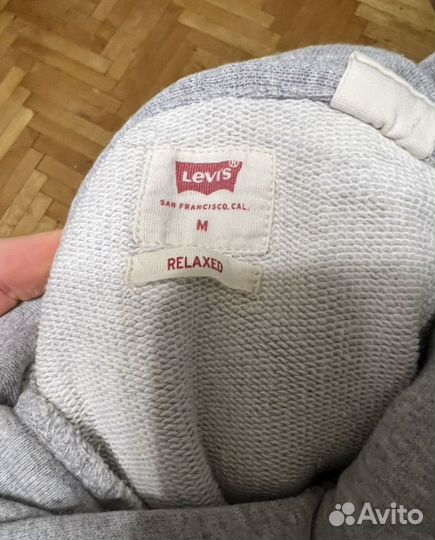 Levi's®
SAN FRANCISCO, CAL.
M
RELAXED
Avito